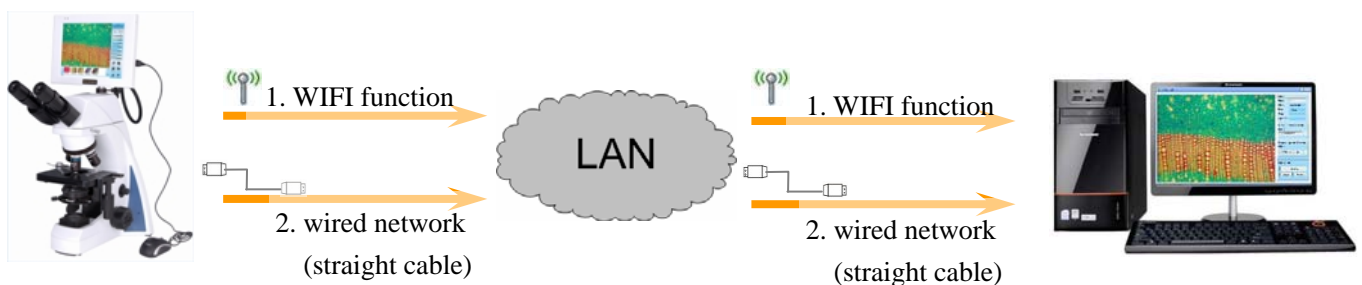 1. WIFI function
2. wired network
(straight cable)
LAN
1. WIFI function
2. wired network
(straight cable)